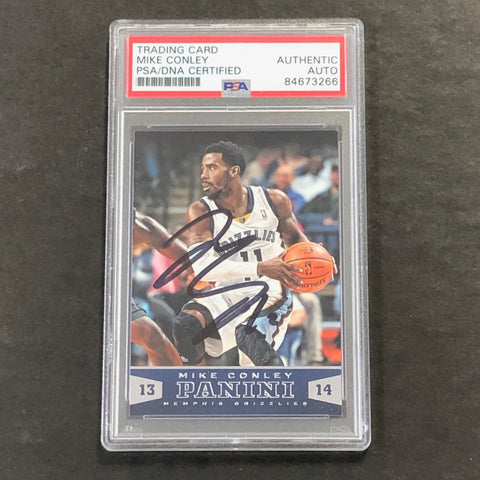 TRADING CARD
MIKE CONLEY
PSA/DNA CERTIFIED
AUTHENTIC
AUTO
84673266
PSA
GRIZZLIES
11
MIKE CONLEY
13 PANINI 14
MEMPHIS GRIZZLIES